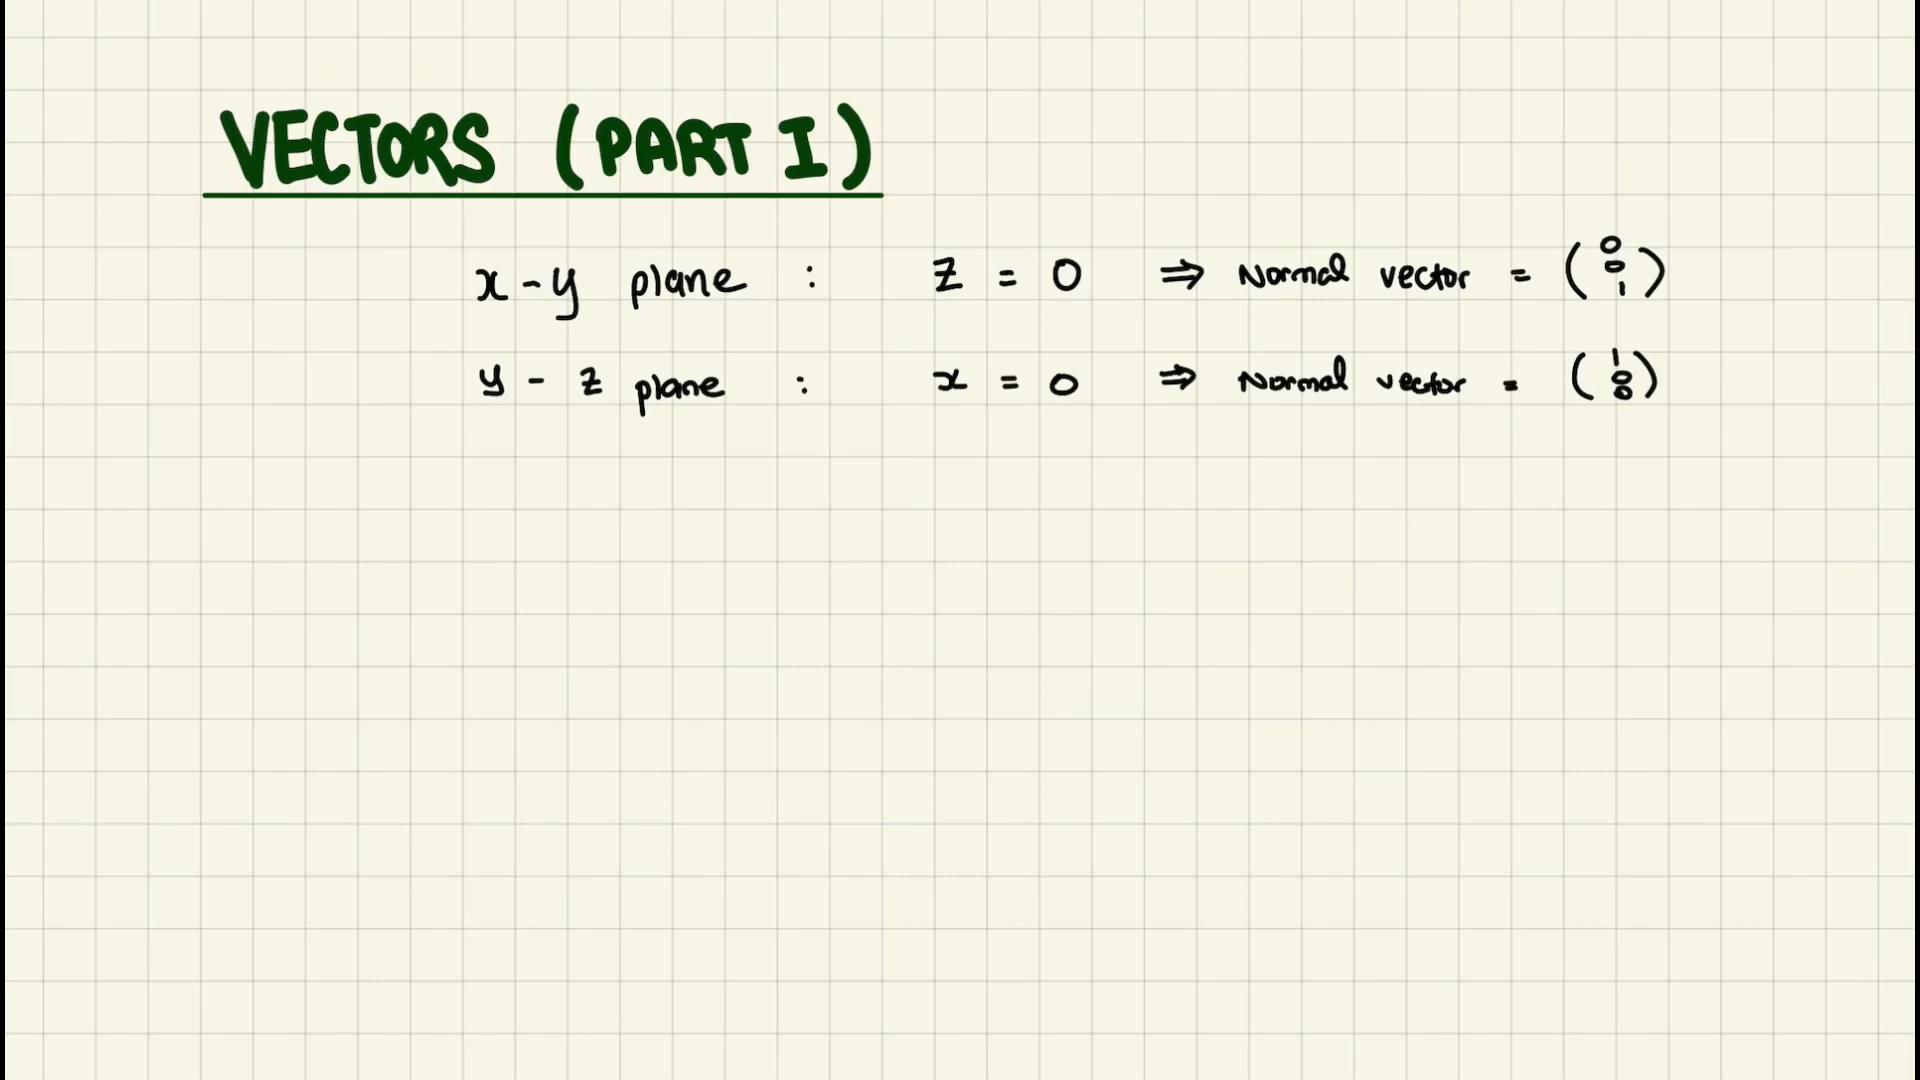 VECTORS (PART I)
x - y plane : z = 0 ⇒ Normal vector = (0 0 1)
y - z plane : x = 0 ⇒ Normal vector = (1 0 0)